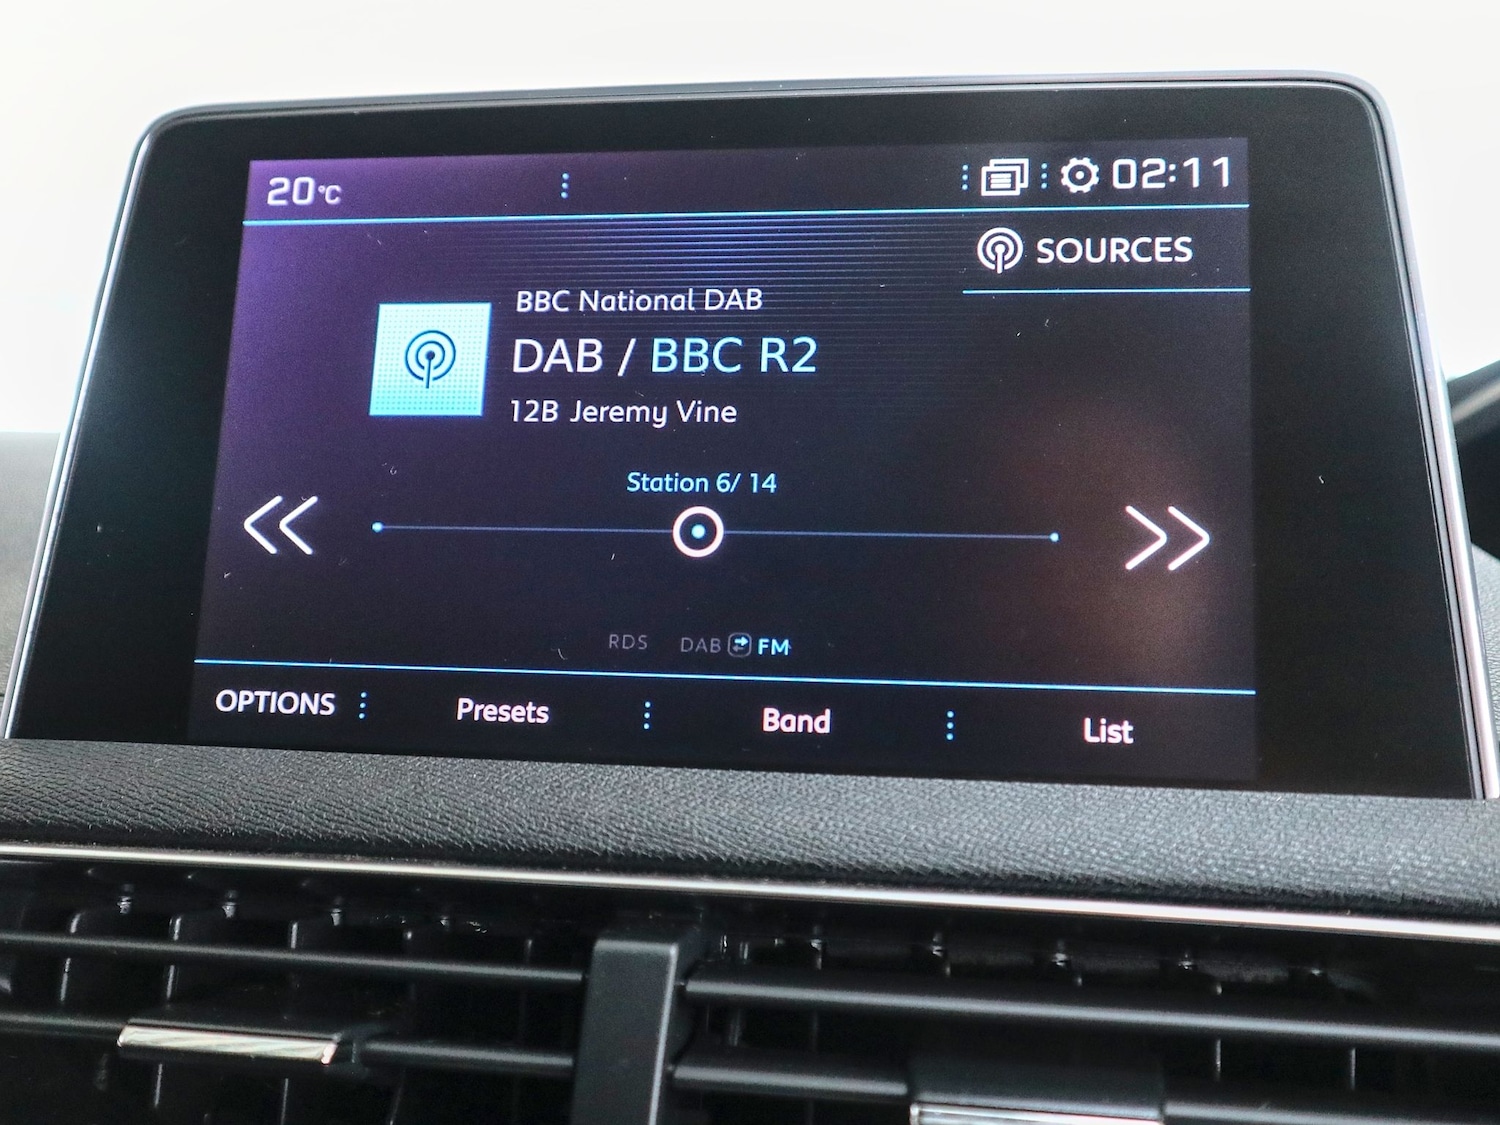 20°C
02:11
SOURCES
BBC National DAB
DAB / BBC R2
12B Jeremy Vine
Station 6/ 14
RDS DAB FM
OPTIONS Presets Band List